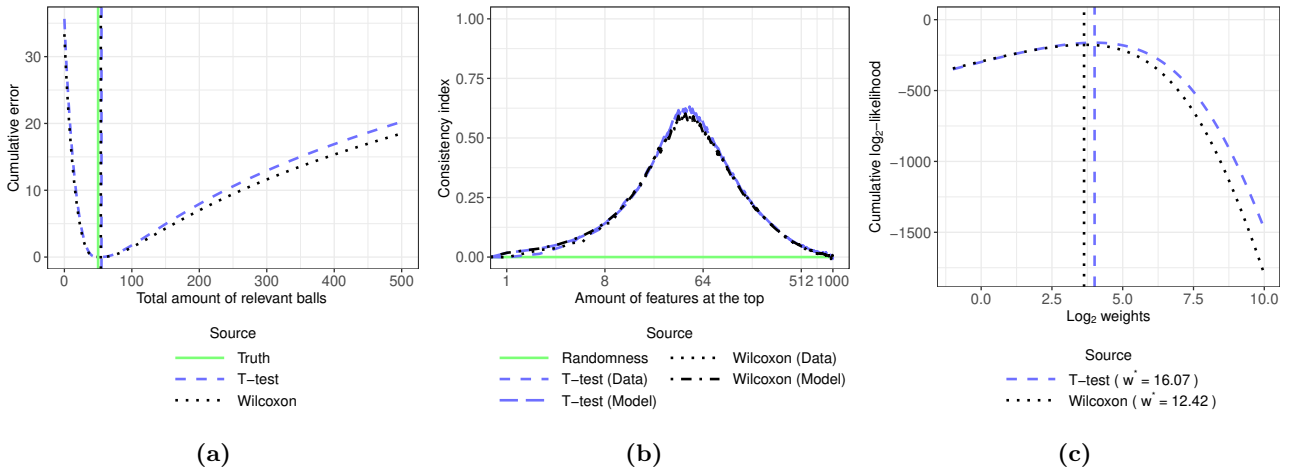 Cumulative error
30
20
10
0
0 100 200 300 400 500
Total amount of relevant balls
Source
Truth
T−test
Wilcoxon
(a)
Consistency index
1.00
0.75
0.50
0.25
0.00
1 8 64 512 1000
Amount of features at the top
Source
Randomness
T−test (Data)
T−test (Model)
Wilcoxon (Data)
Wilcoxon (Model)
(b)
Cumulative log₂−likelihood
0
−500
−1000
−1500
0.0 2.5 5.0 7.5 10.0
Log₂ weights
Source
T−test ( w* = 16.07 )
Wilcoxon ( w* = 12.42 )
(c)